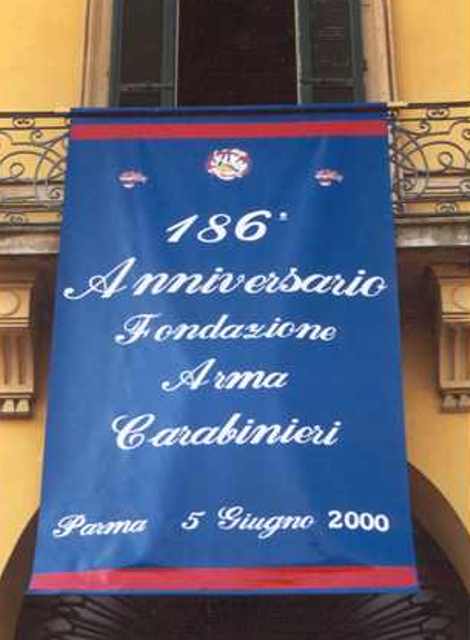 186°
Anniversario
Fondazione
Arma
Carabinieri
Parma 5 Giugno 2000